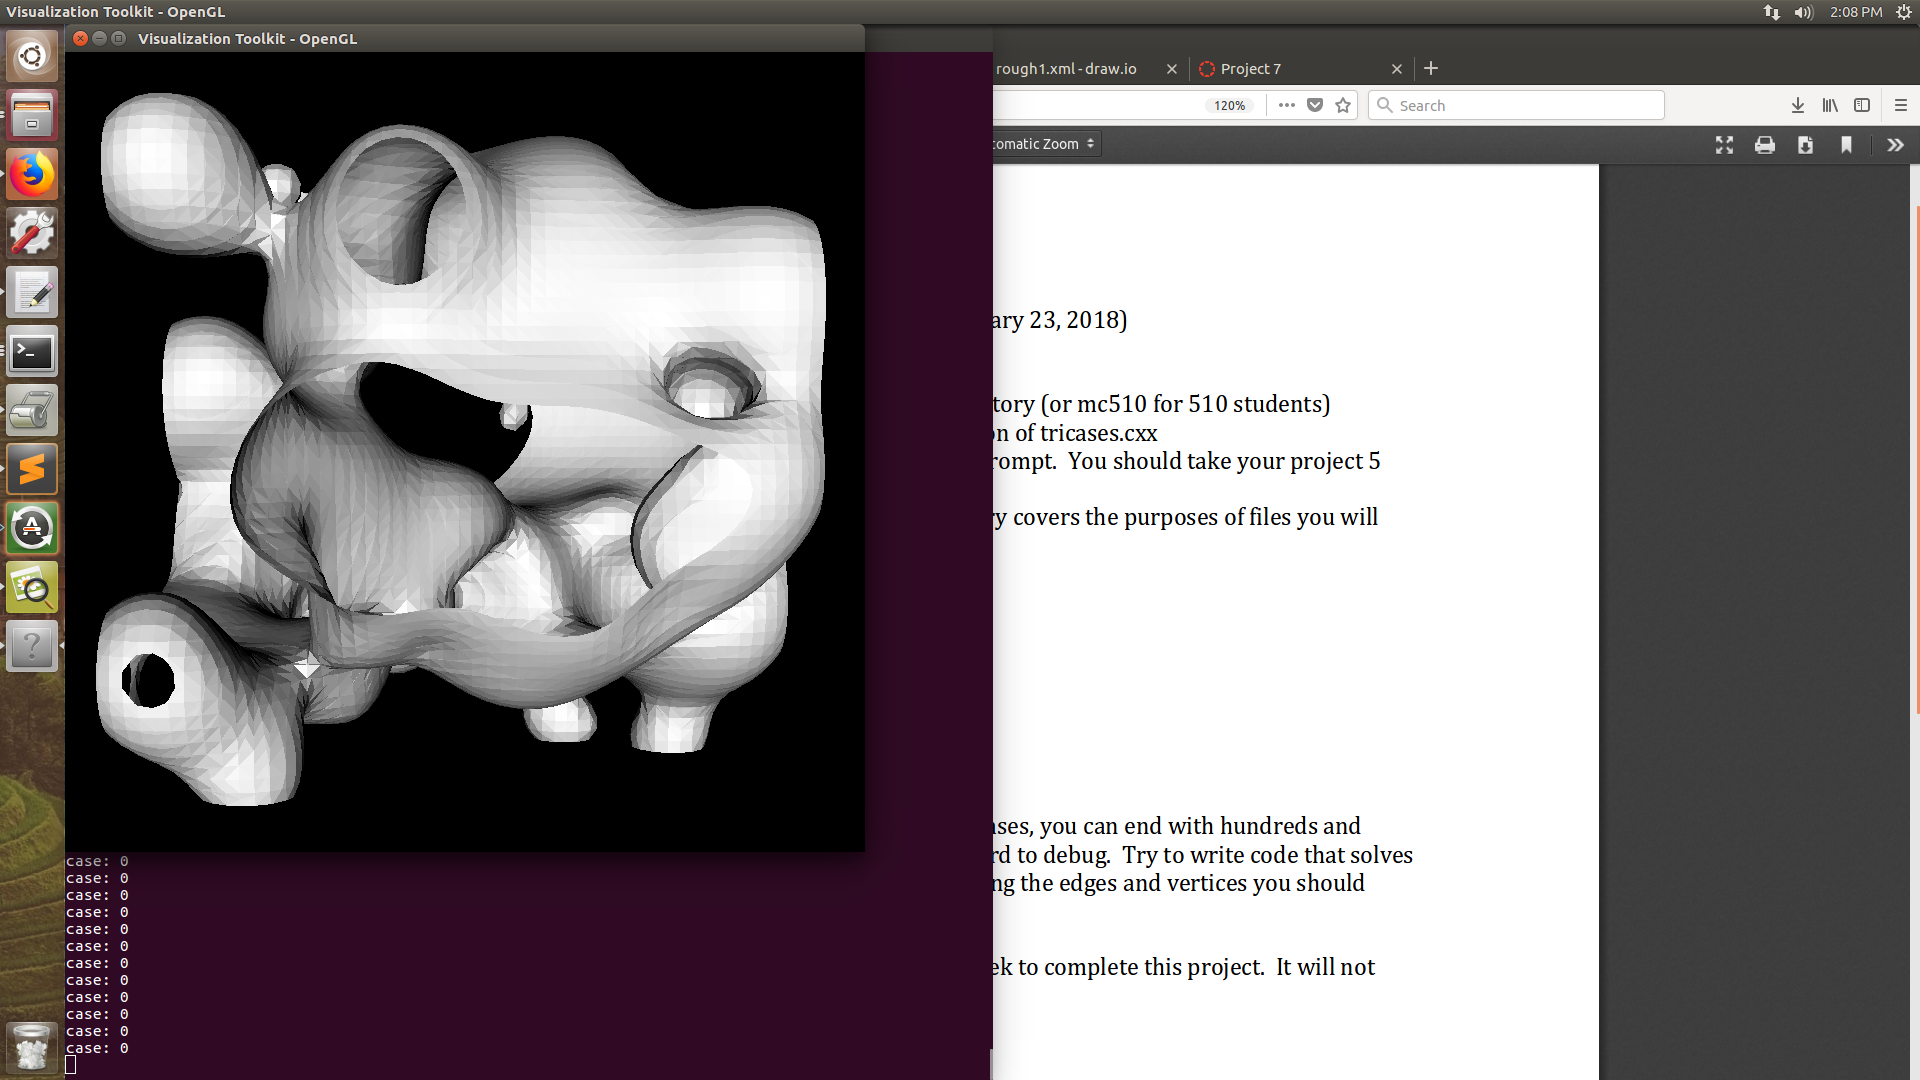 Visualization Toolkit - OpenGL
2:08 PM
Visualization Toolkit - OpenGL
rough1.xml - draw.io
Project 7
120%
Search
omatic Zoom
ary 23, 2018)
tory (or mc510 for 510 students)
on of tricases.cxx
rompt. You should take your project 5
ry covers the purposes of files you will
ases, you can end with hundreds and
rd to debug. Try to write code that solves
ng the edges and vertices you should
ek to complete this project. It will not
case: 0
case: 0
case: 0
case: 0
case: 0
case: 0
case: 0
case: 0
case: 0
case: 0
case: 0
case: 0